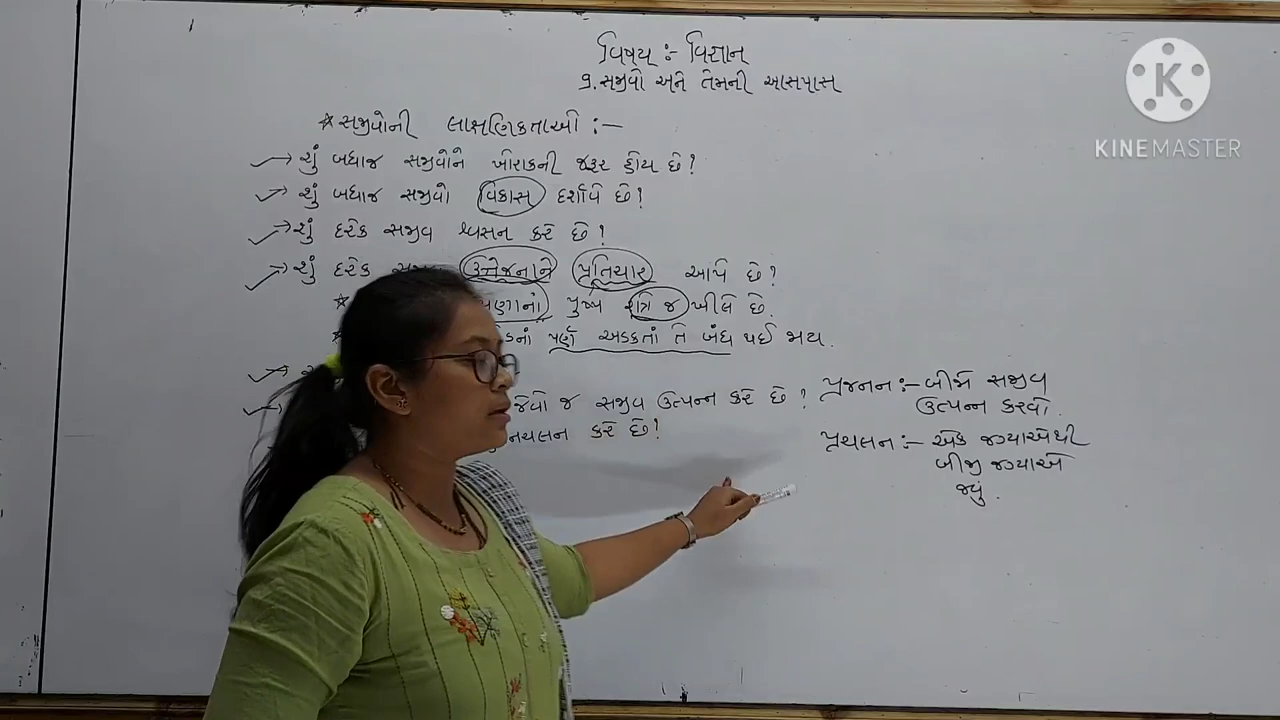 વિષય :- વિજ્ઞાન
9. સજીવો અને તેમની આસપાસ
* સજીવોની લાક્ષણિકતાઓ :-
→ શું બધાજ સજીવોને ખોરાકની જરૂર હોય છે?
→ શું બધાજ સજીવો વિકાસ દર્શાવે છે?
→ શું દરેક સજીવ શ્વસન કરે છે?
→ શું દરેક ઉત્તેજનાને પ્રતિચાર આપે છે?
* પુષ્પ રાત્રે જ ખીલે છે.
પર્ણ અડકતાં તે બંધ થઈ જાય.
જેવો જ સજીવ ઉત્પન્ન કરે છે?
કરે છે?
પ્રજનન :- બીજો સજીવ
ઉત્પન્ન કરવો.
પ્રચલન :- એક જગ્યાએથી
બીજી જગ્યાએ
જવું.
KINEMASTER